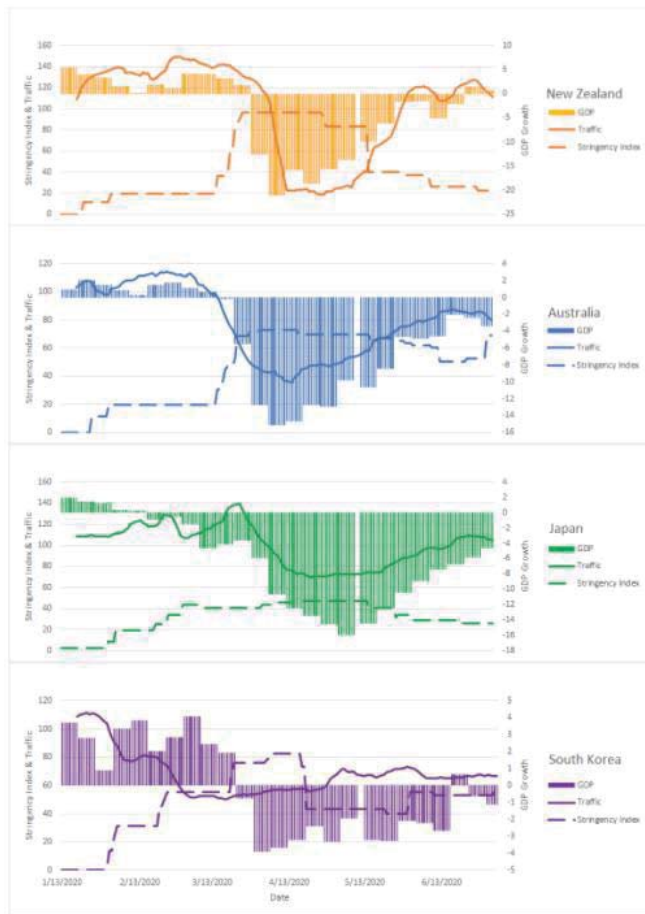 160
140
120
100
80
60
40
20
0
Stringency Index & Traffic
10
5
0
-5
-10
-15
-20
-25
GDP Growth
New Zealand
GDP
Traffic
Stringency Index
120
100
80
60
40
20
0
Stringency Index & Traffic
4
2
0
-2
-4
-6
-8
-10
-12
-14
-16
GDP Growth
Australia
GDP
Traffic
Stringency Index
160
140
120
100
80
60
40
20
0
Stringency Index & Traffic
4
2
0
-2
-4
-6
-8
-10
-12
-14
-16
-18
GDP Growth
Japan
GDP
Traffic
Stringency Index
120
100
80
60
40
20
0
Stringency Index & Traffic
5
4
3
2
1
0
-1
-2
-3
-4
-5
GDP Growth
South Korea
GDP
Traffic
Stringency Index
1/13/2020 2/13/2020 3/13/2020 4/13/2020 5/13/2020 6/13/2020
Date